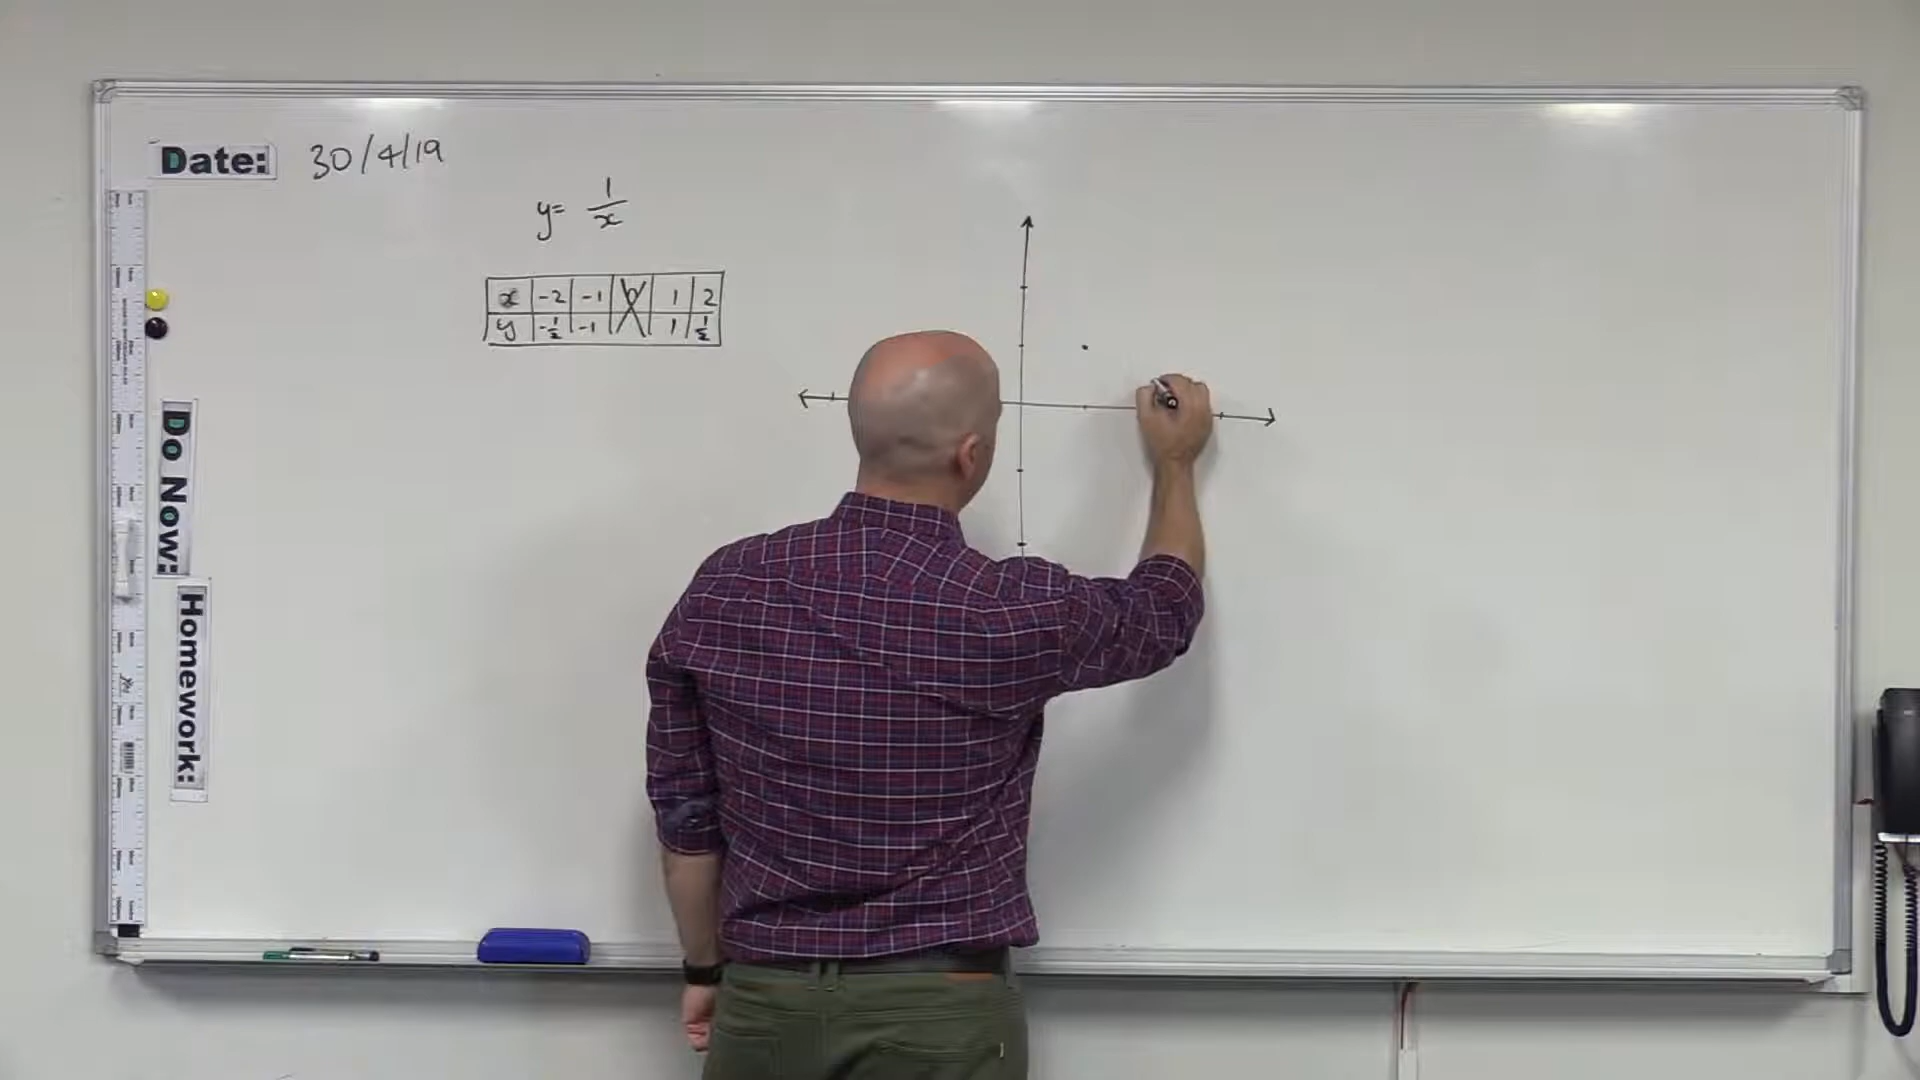 Date: 30/4/19
y= 1/x
x -2 -1 0 1 2
y -1/2 -1 1 1/2
Do Now:
Homework: